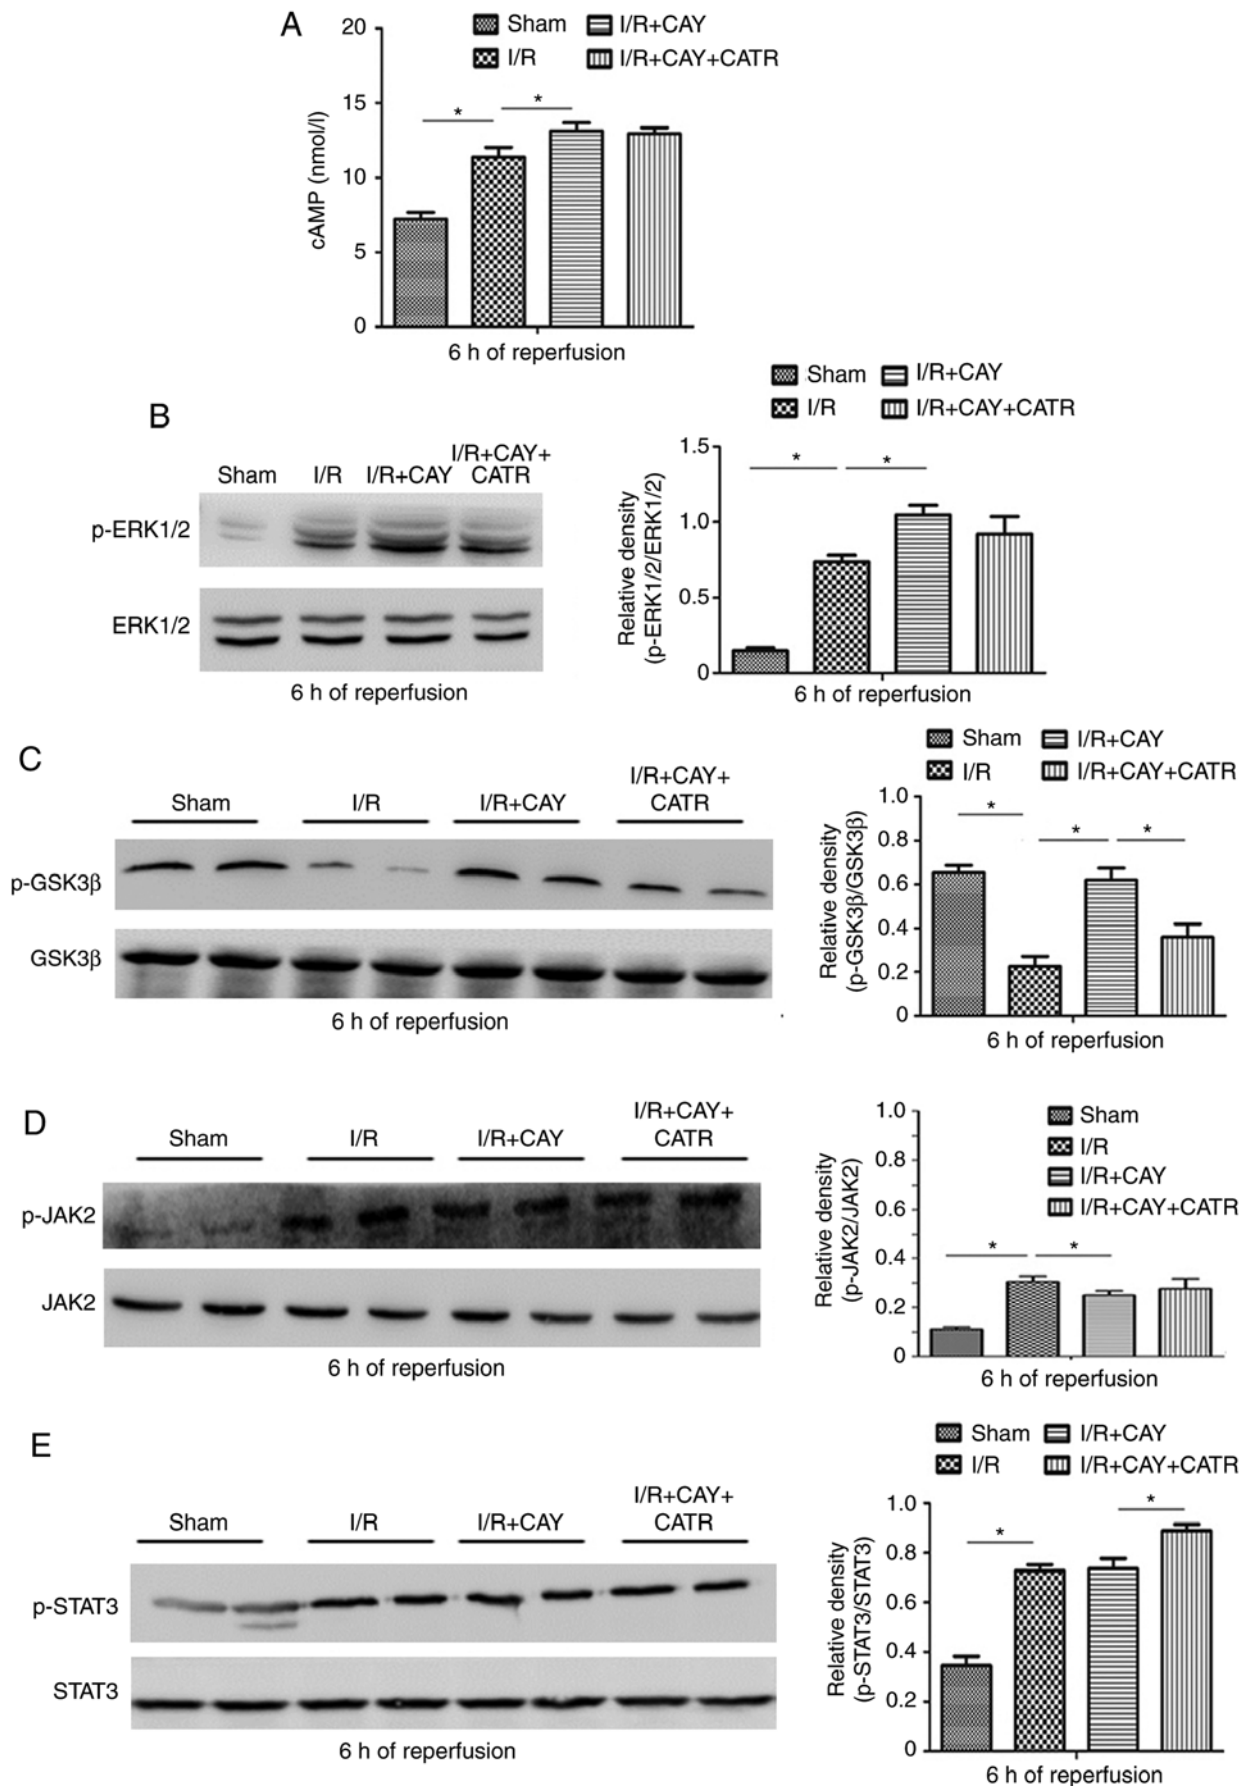 A
Sham I/R+CAY
I/R I/R+CAY+CATR
20
15
10
5
0
cAMP (nmol/l)
* *
6 h of reperfusion
B
Sham I/R I/R+CAY I/R+CAY+
CATR
p-ERK1/2
ERK1/2
6 h of reperfusion
Sham I/R+CAY
I/R I/R+CAY+CATR
1.5
1.0
0.5
0
Relative density
(p-ERK1/2/ERK1/2)
* *
6 h of reperfusion
C
Sham I/R I/R+CAY I/R+CAY+
CATR
p-GSK3β
GSK3β
6 h of reperfusion
Sham I/R+CAY
I/R I/R+CAY+CATR
1.0
0.8
0.6
0.4
0.2
0
Relative density
(p-GSK3β/GSK3β)
* * *
6 h of reperfusion
D
Sham I/R I/R+CAY I/R+CAY+
CATR
p-JAK2
JAK2
6 h of reperfusion
Sham
I/R
I/R+CAY
I/R+CAY+CATR
1.0
0.8
0.6
0.4
0.2
0
Relative density
(p-JAK2/JAK2)
* *
6 h of reperfusion
E
Sham I/R I/R+CAY I/R+CAY+
CATR
p-STAT3
STAT3
6 h of reperfusion
Sham I/R+CAY
I/R I/R+CAY+CATR
1.0
0.8
0.6
0.4
0.2
0
Relative density
(p-STAT3/STAT3)
* *
6 h of reperfusion